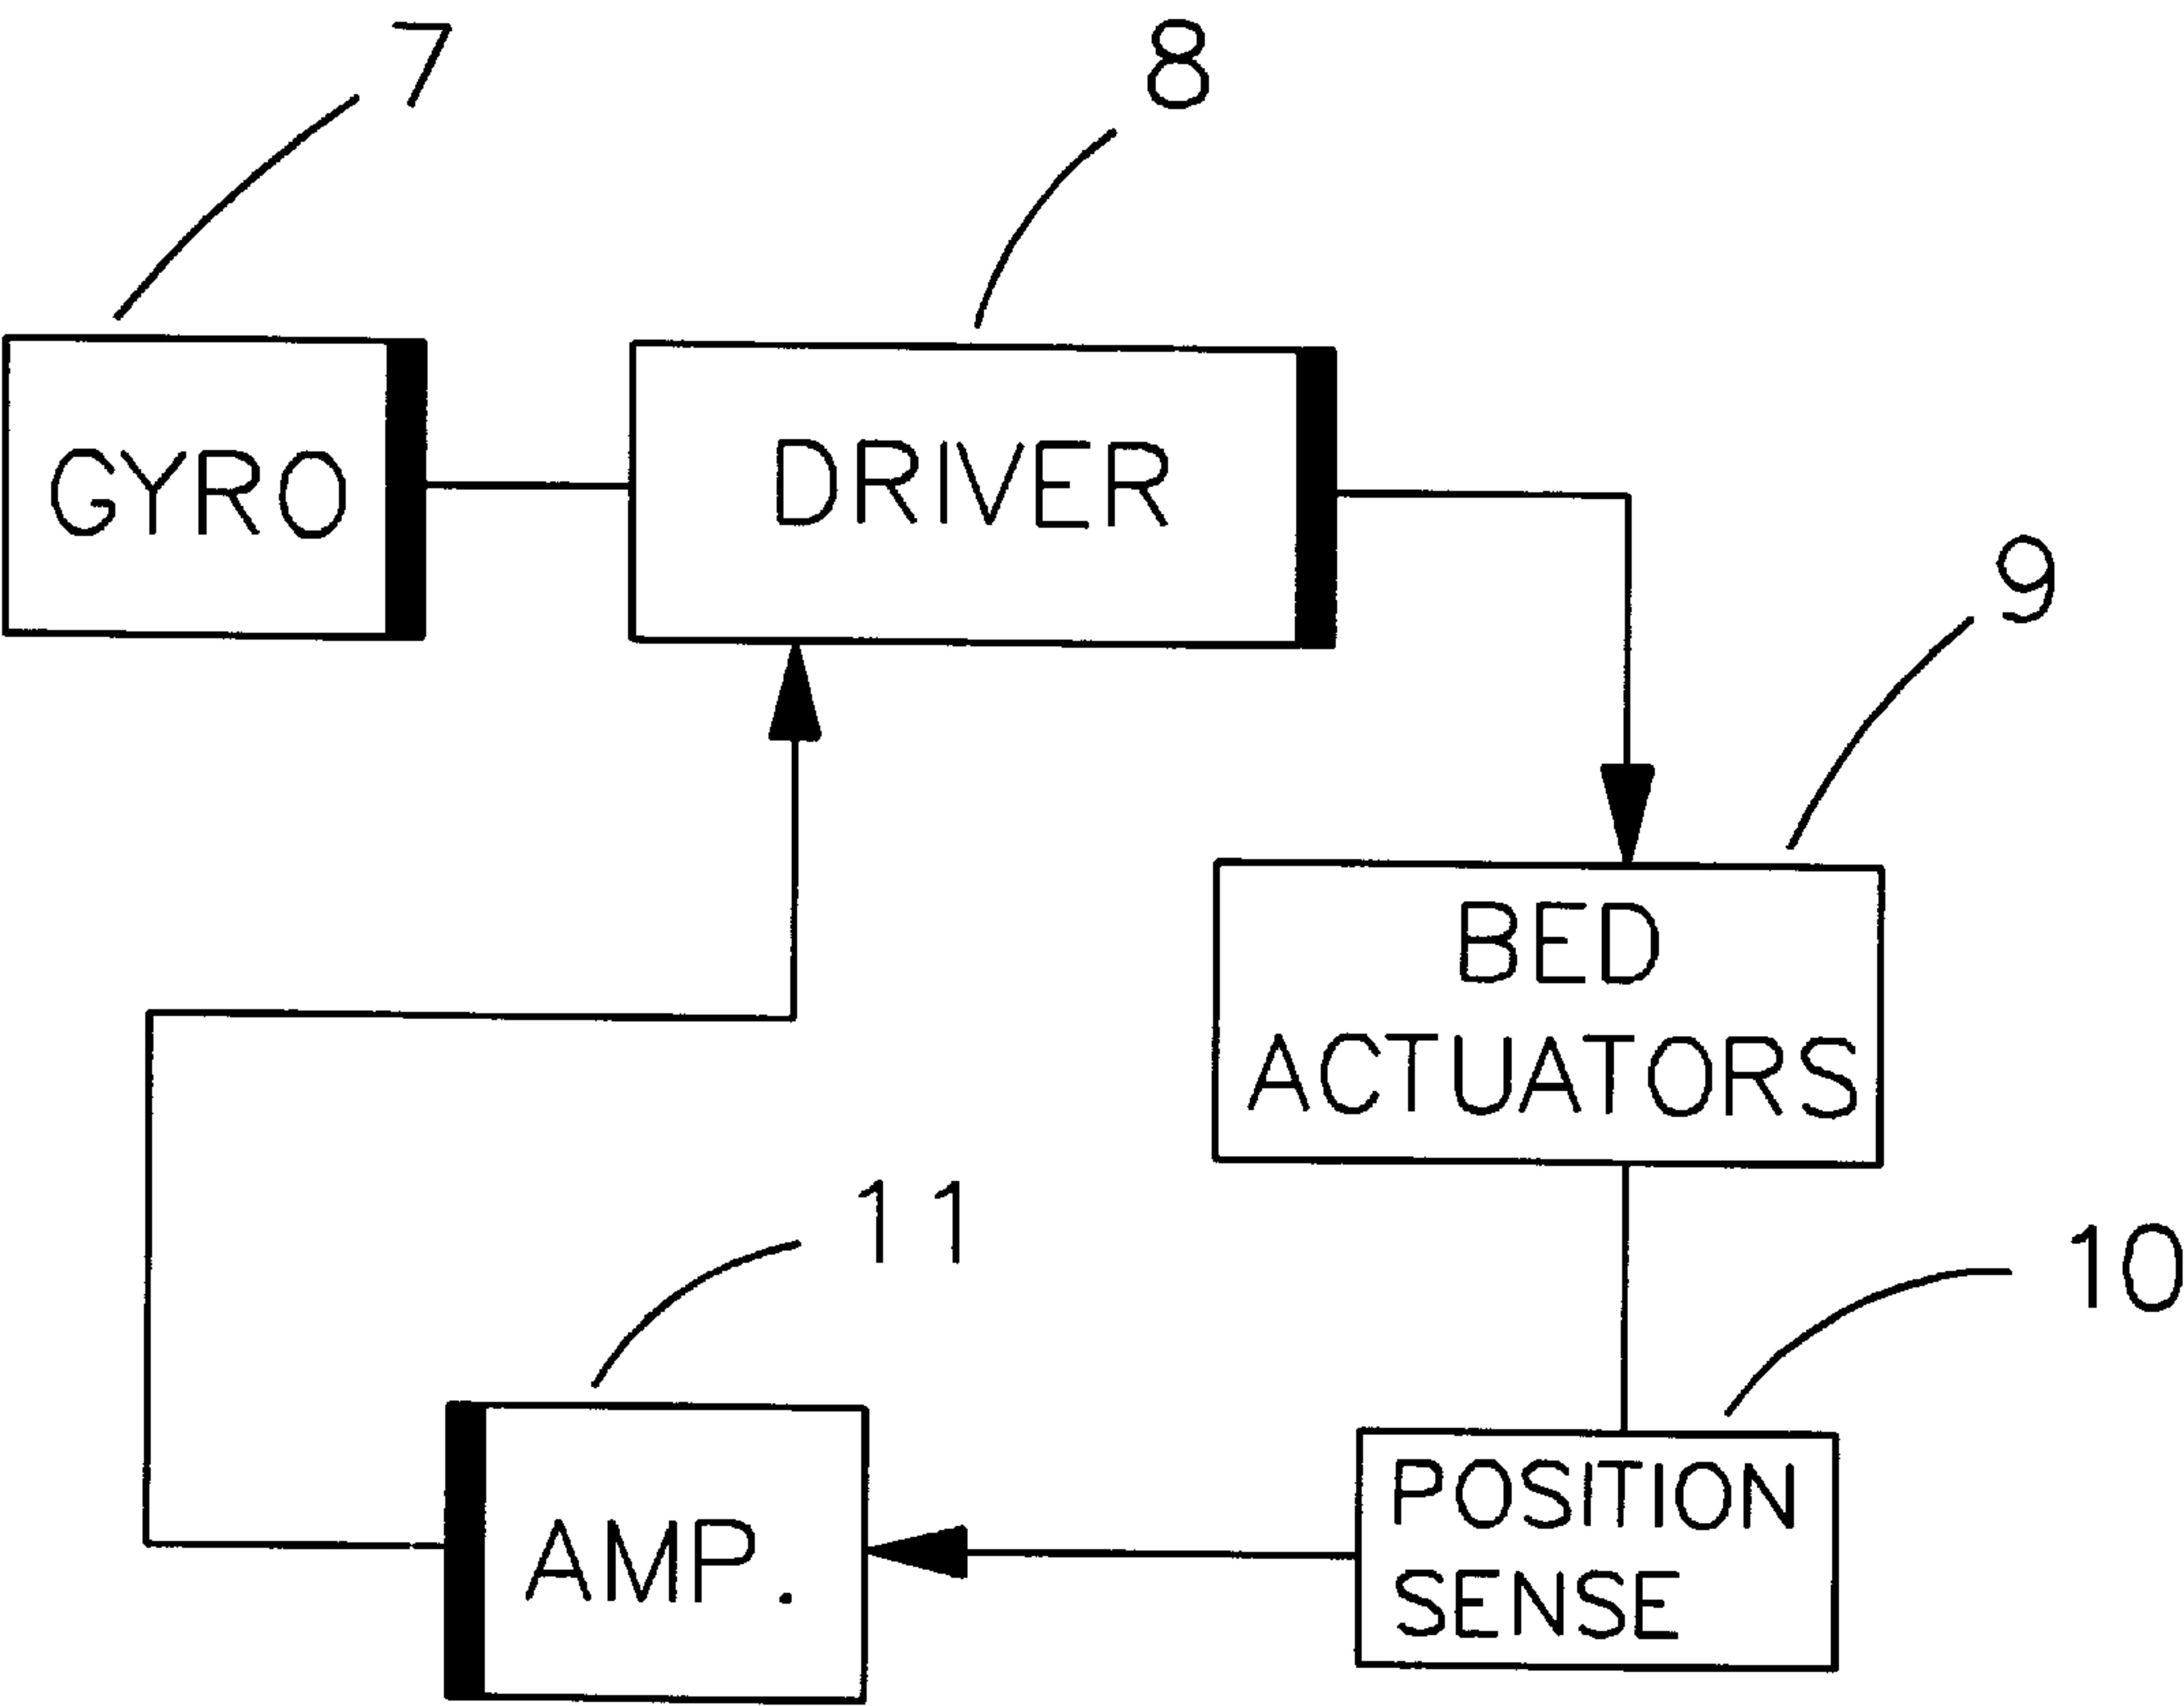 7
8
GYRO
DRIVER
9
BED
ACTUATORS
11
10
AMP.
POSITION
SENSE